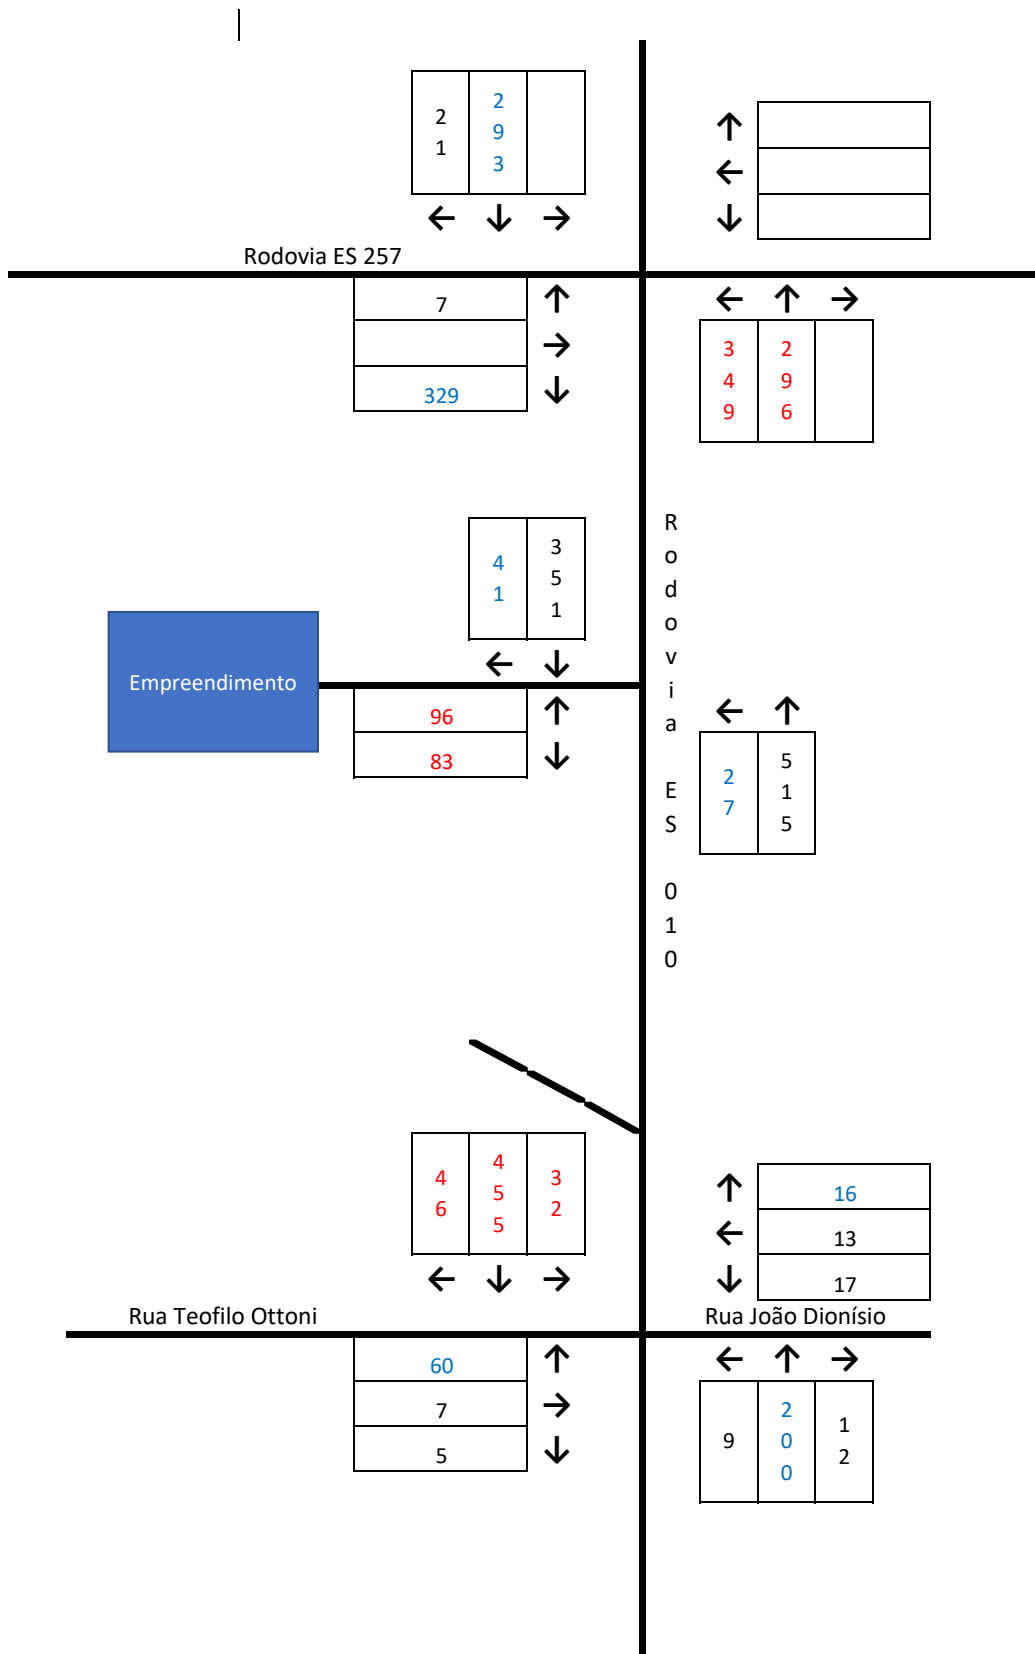 21 293
← ↓ →
↑
←
↓
Rodovia ES 257
7 ↑
→
329 ↓
← ↑ →
349 296
41 351
← ↓
Empreendimento
96 ↑
83 ↓
Rodovia ES 010
← ↑
27 515
46 455 32
← ↓ →
↑ 16
← 13
↓ 17
Rua Teofilo Ottoni
Rua João Dionísio
60 ↑
7 →
5 ↓
← ↑ →
9 200 12